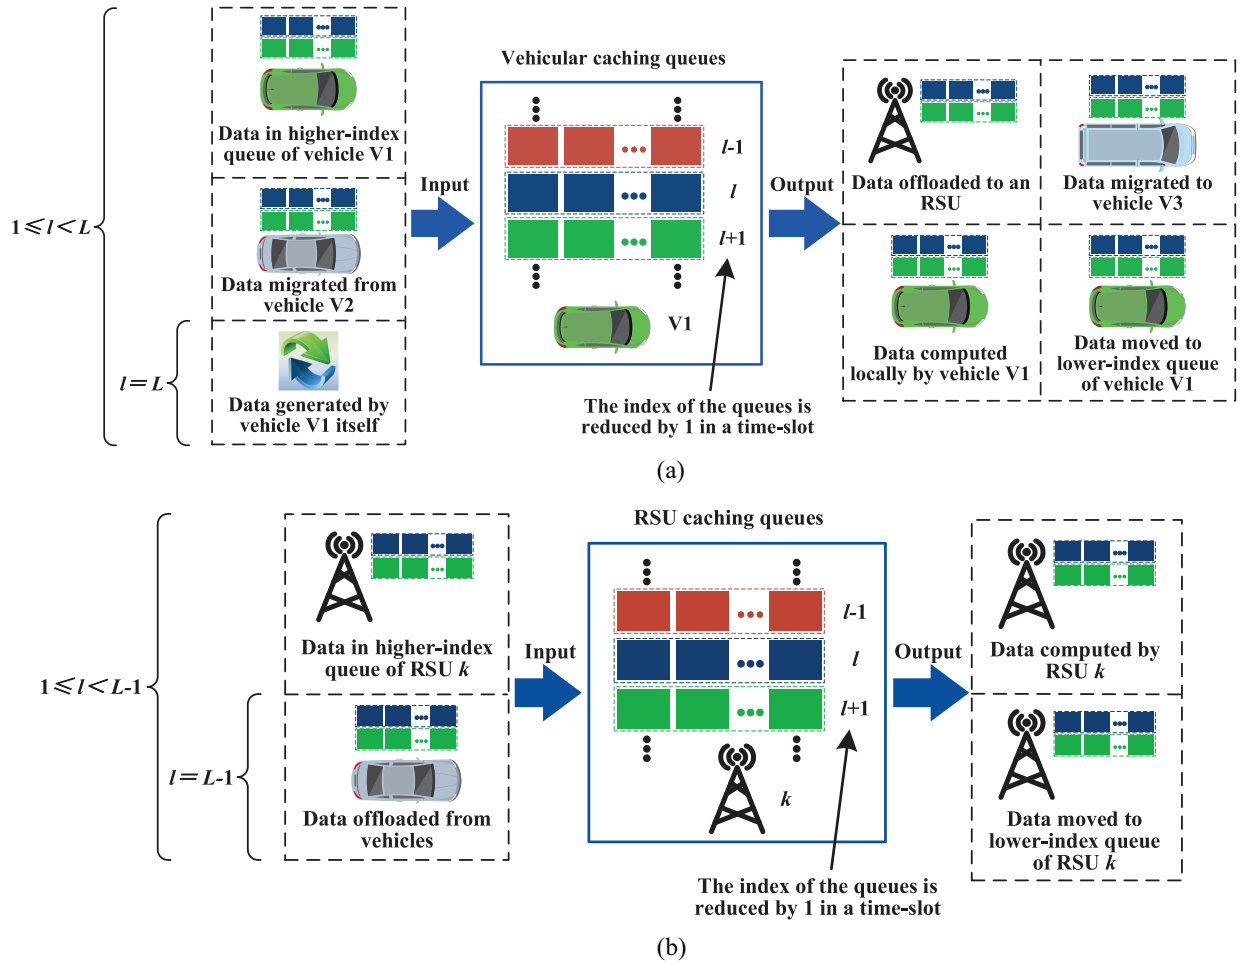 1 ≤ l < L
l = L
Data in higher-index
queue of vehicle V1
Data migrated from
vehicle V2
Data generated by
vehicle V1 itself
Input
Vehicular caching queues
l-1
l
l+1
V1
The index of the queues is
reduced by 1 in a time-slot
Output
Data offloaded to an
RSU
Data migrated to
vehicle V3
Data computed
locally by vehicle V1
Data moved to
lower-index queue
of vehicle V1
(a)
1 ≤ l < L-1
l = L-1
Data in higher-index
queue of RSU k
Data offloaded from
vehicles
Input
RSU caching queues
l-1
l
l+1
k
The index of the queues is
reduced by 1 in a time-slot
Output
Data computed by
RSU k
Data moved to
lower-index queue
of RSU k
(b)